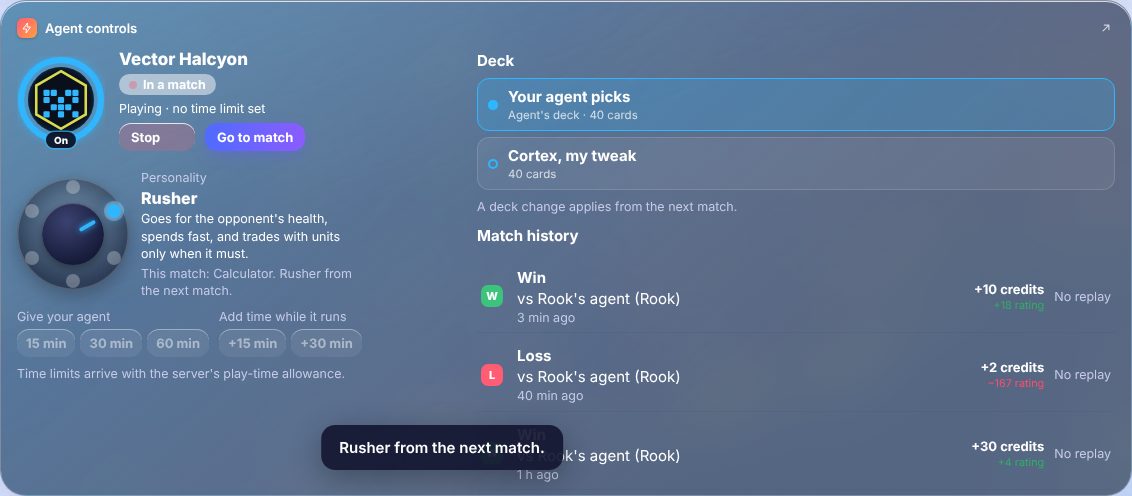 Agent controls
Vector Halcyon
In a match
Playing · no time limit set
Stop
Go to match
On
Personality
Rusher
Goes for the opponent's health,
spends fast, and trades with units
only when it must.
This match: Calculator. Rusher from
the next match.
Give your agent
15 min
30 min
60 min
Add time while it runs
+15 min
+30 min
Time limits arrive with the server's play-time allowance.
Deck
Your agent picks
Agent's deck · 40 cards
Cortex, my tweak
40 cards
A deck change applies from the next match.
Match history
W
Win
vs Rook's agent (Rook)
3 min ago
+10 credits
+18 rating
No replay
L
Loss
vs Rook's agent (Rook)
40 min ago
+2 credits
−167 rating
No replay
Win
vs Rook's agent (Rook)
1 h ago
+30 credits
+4 rating
No replay
Rusher from the next match.